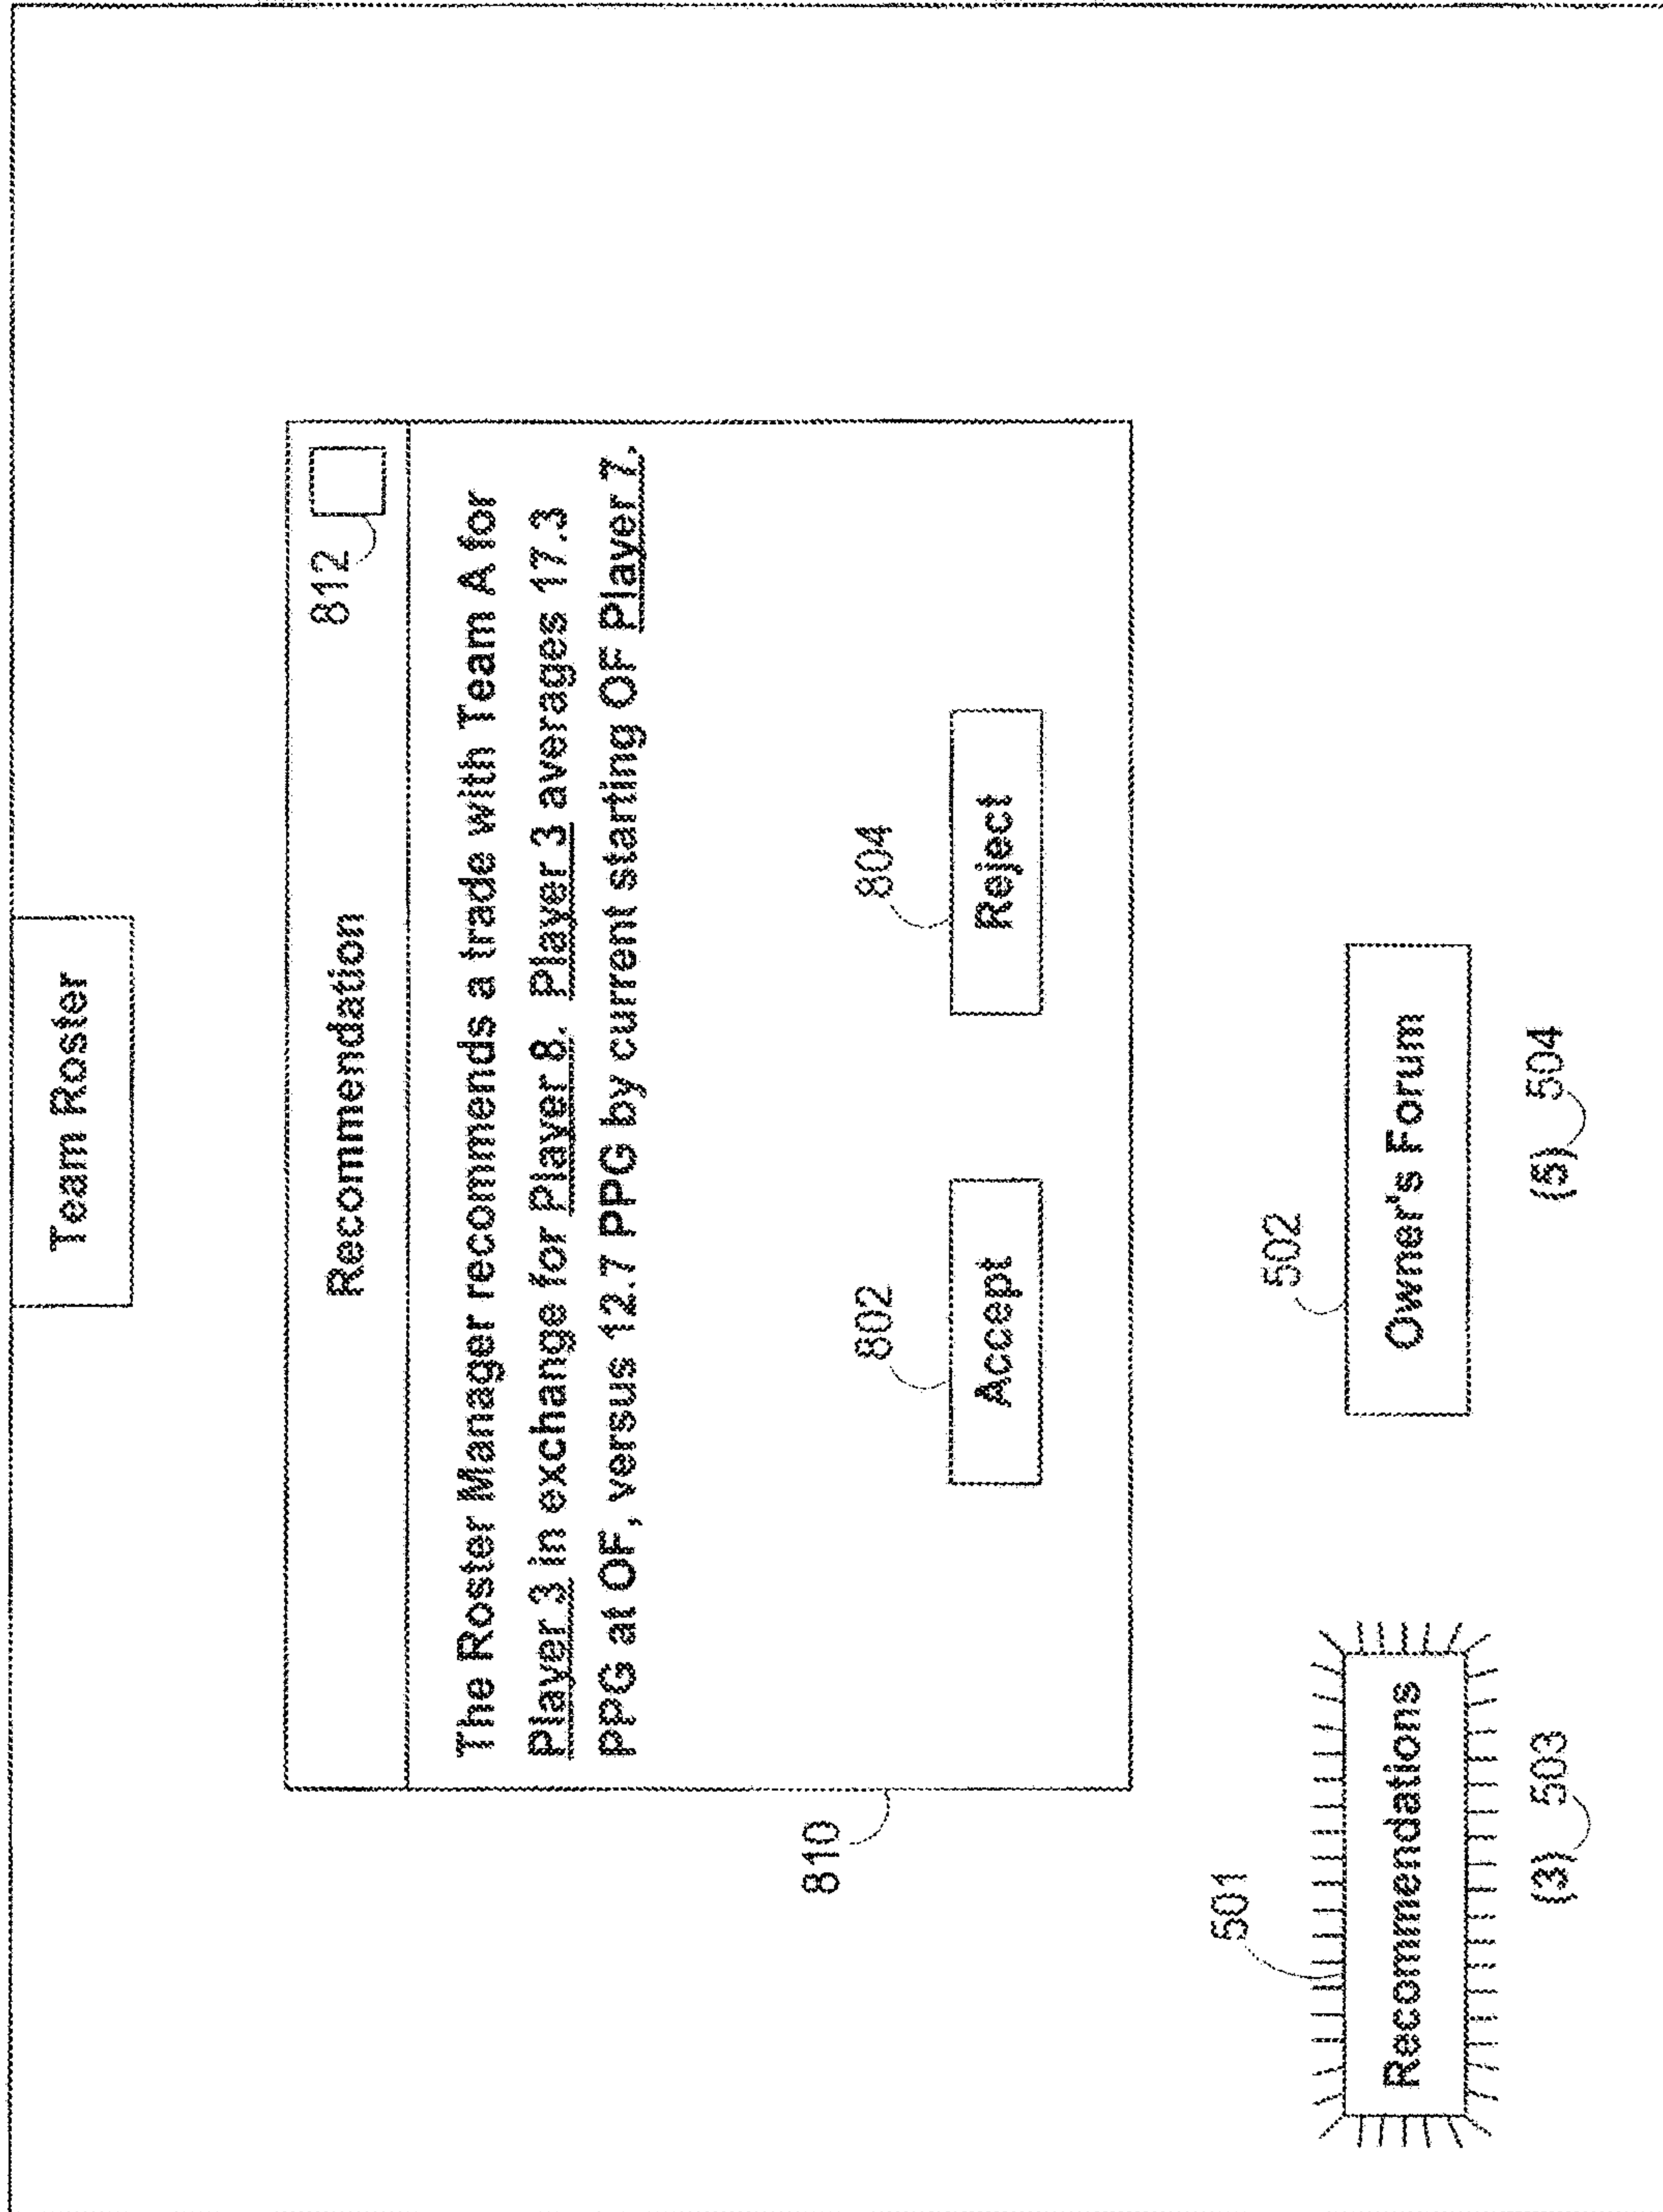 Team Roster
Recommendation
812
The Roster Manager recommends a trade with Team A for
Player 3 in exchange for Player 8. Player 3 averages 17.3
PPG at OF, versus 12.7 PPG by current starting OF Player 7.
810
802
804
Accept
Reject
501
502
Recommendations
Owner's Forum
(3) 503
(5) 504